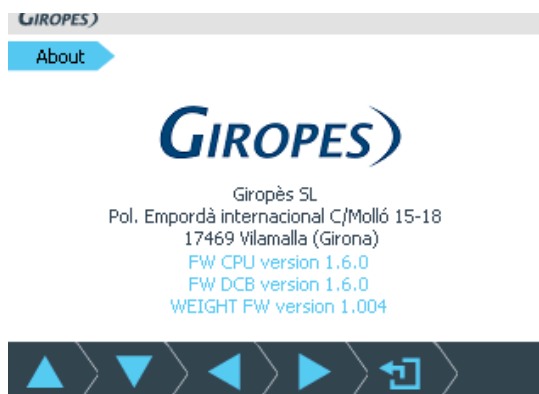 GIROPES)
About
GIROPES)
Giropès SL
Pol. Empordà internacional C/Molló 15-18
17469 Vilamalla (Girona)
FW CPU version 1.6.0
FW DCB version 1.6.0
WEIGHT FW version 1.004